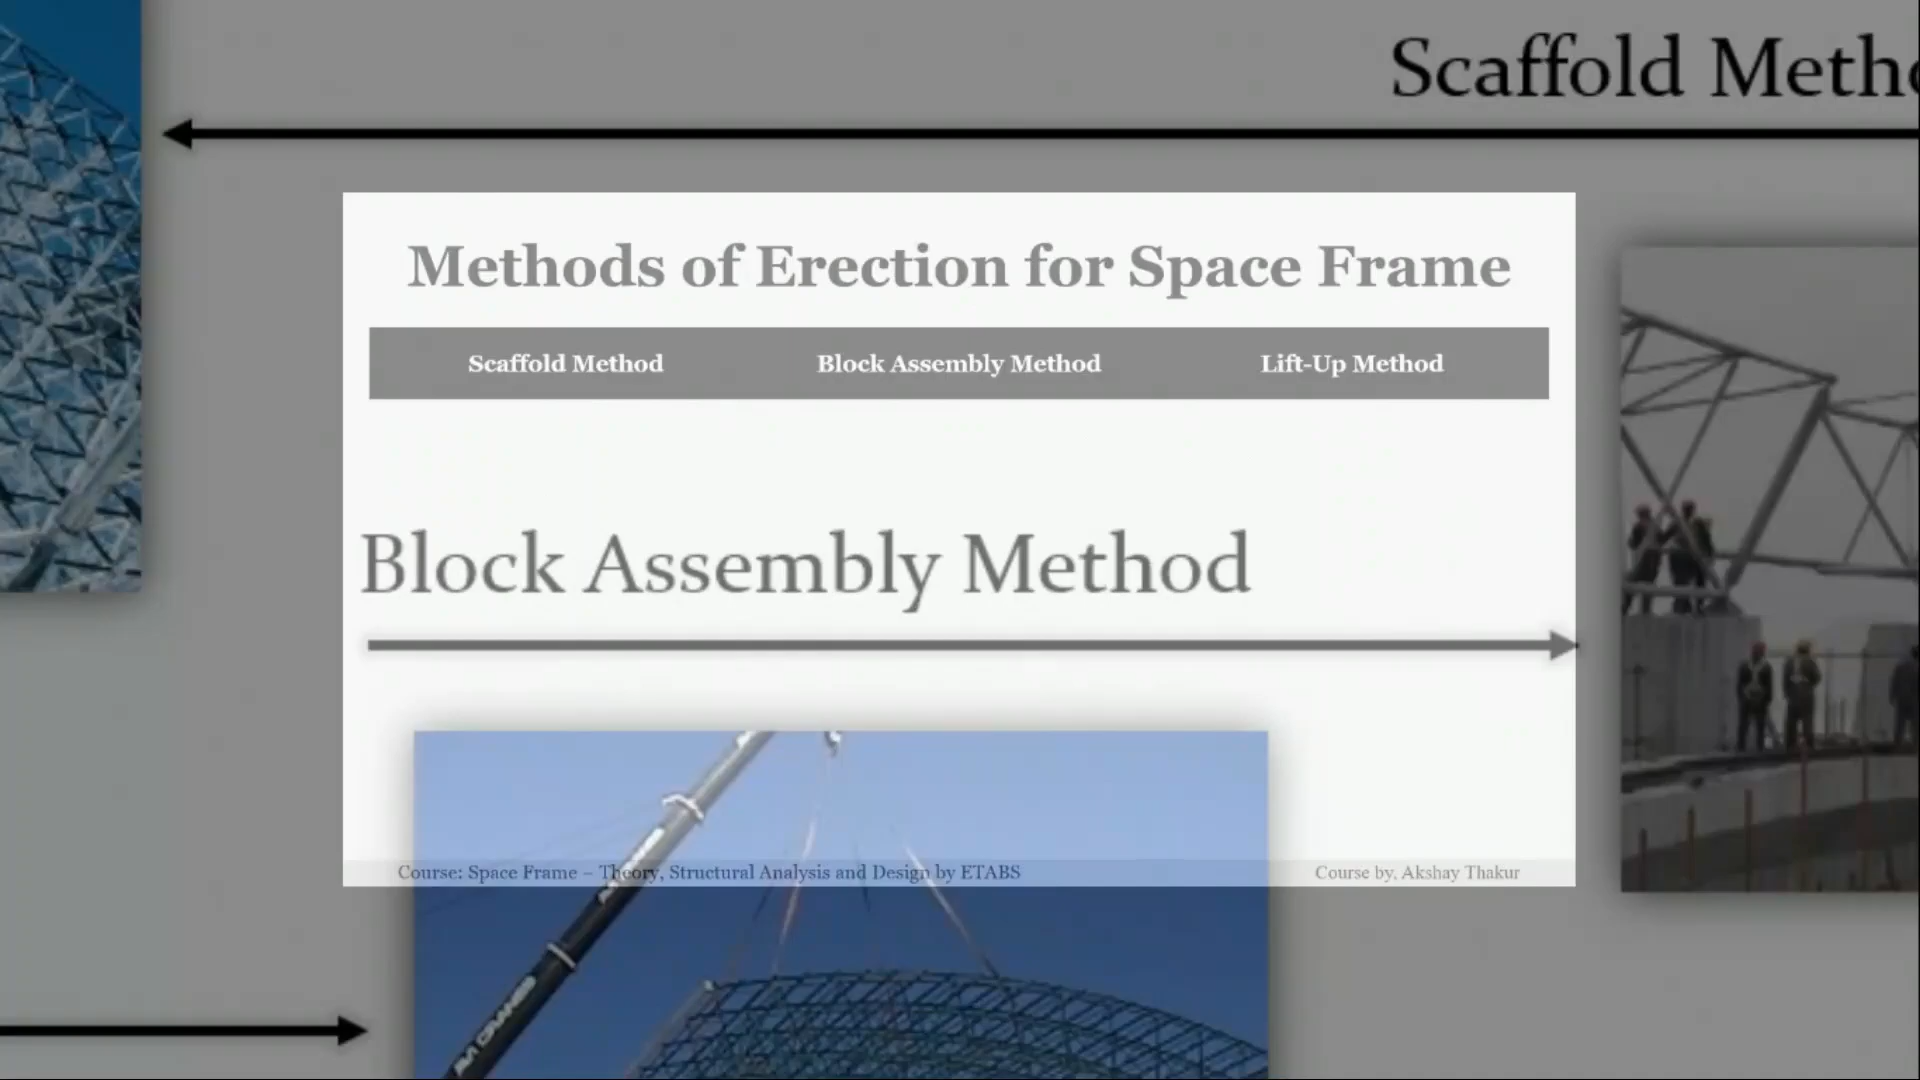 Scaffold Metho
Methods of Erection for Space Frame
Scaffold Method
Block Assembly Method
Lift-Up Method
Block Assembly Method
Course: Space Frame – Theory, Structural Analysis and Design by ETABS
Course by, Akshay Thakur